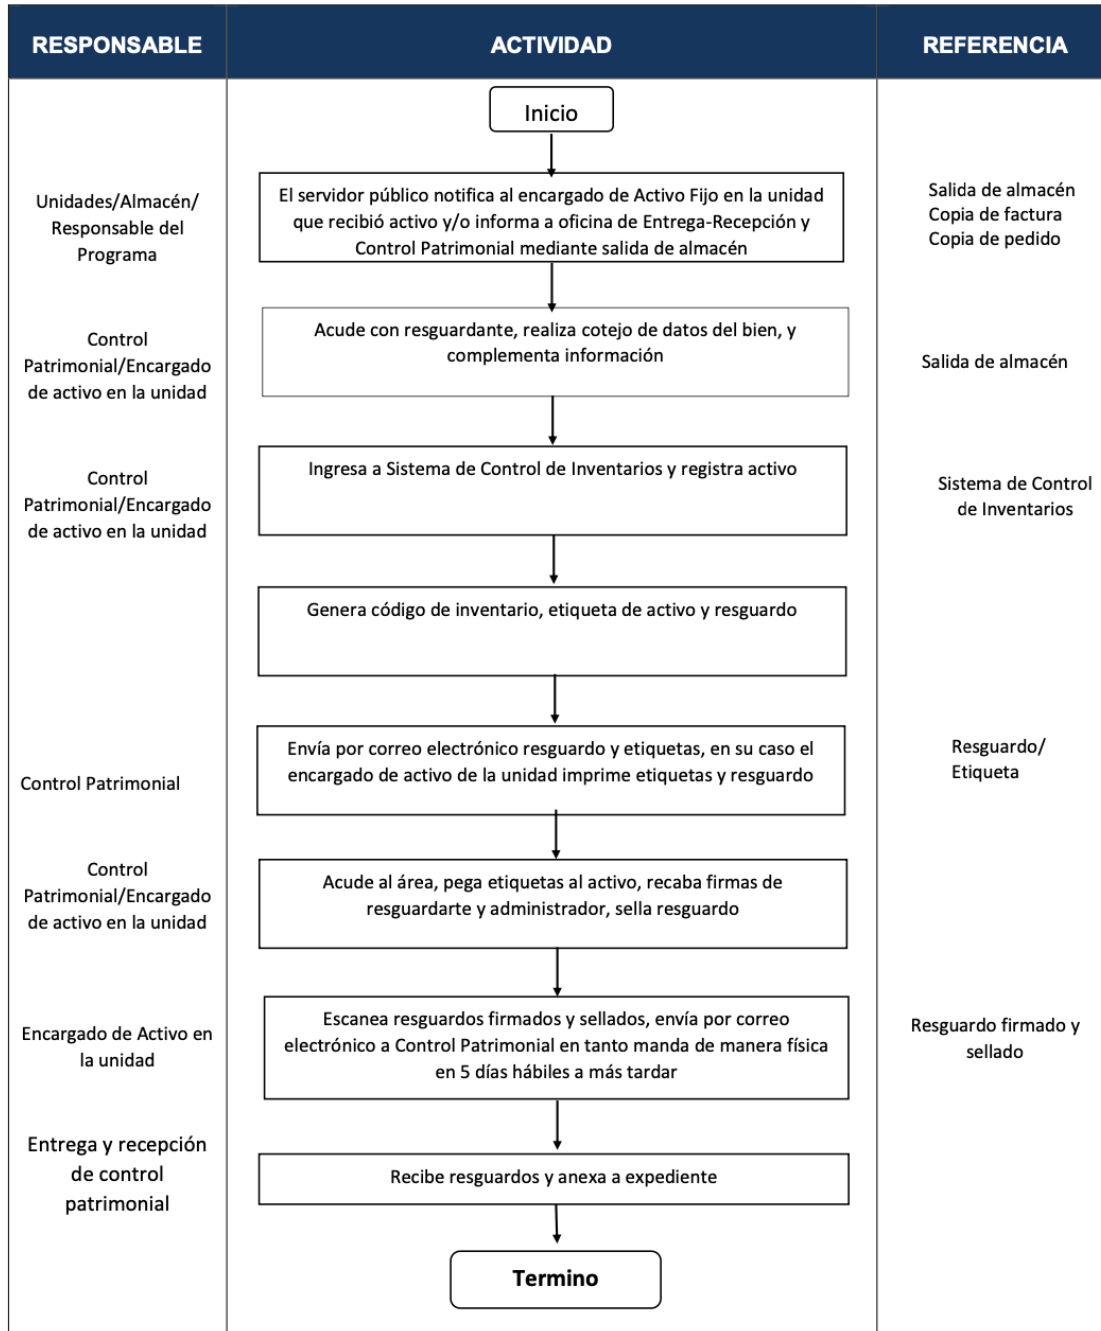 RESPONSABLE
ACTIVIDAD
REFERENCIA
Inicio
Unidades/Almacén/
Responsable del
Programa
El servidor público notifica al encargado de Activo Fijo en la unidad
que recibió activo y/o informa a oficina de Entrega-Recepción y
Control Patrimonial mediante salida de almacén
Salida de almacén
Copia de factura
Copia de pedido
Control
Patrimonial/Encargado
de activo en la unidad
Acude con resguardante, realiza cotejo de datos del bien, y
complementa información
Salida de almacén
Control
Patrimonial/Encargado
de activo en la unidad
Ingresa a Sistema de Control de Inventarios y registra activo
Sistema de Control
de Inventarios
Genera código de inventario, etiqueta de activo y resguardo
Control Patrimonial
Envía por correo electrónico resguardo y etiquetas, en su caso el
encargado de activo de la unidad imprime etiquetas y resguardo
Resguardo/
Etiqueta
Control
Patrimonial/Encargado
de activo en la unidad
Acude al área, pega etiquetas al activo, recaba firmas de
resguardarte y administrador, sella resguardo
Encargado de Activo en
la unidad
Escanea resguardos firmados y sellados, envía por correo
electrónico a Control Patrimonial en tanto manda de manera física
en 5 días hábiles a más tardar
Resguardo firmado y
sellado
Entrega y recepción
de control
patrimonial
Recibe resguardos y anexa a expediente
Termino